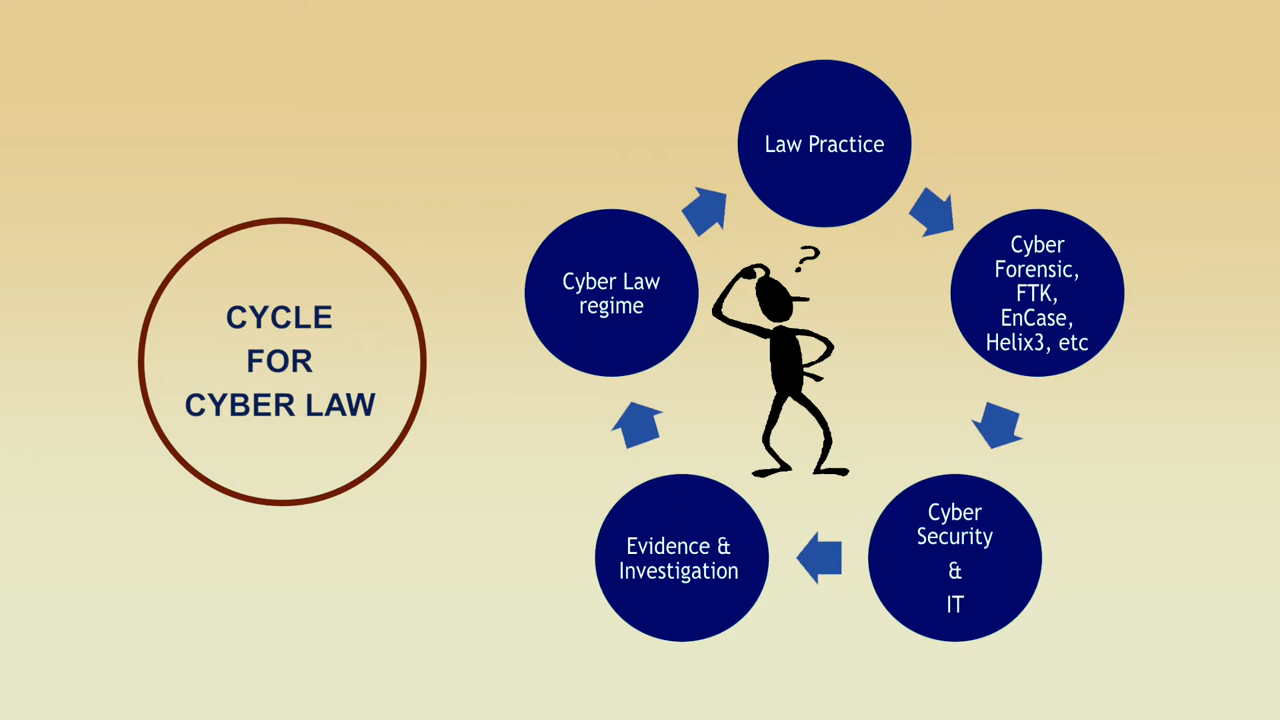 CYCLE
FOR
CYBER LAW
Law Practice
Cyber
Forensic,
FTK,
EnCase,
Helix3, etc
Cyber
Security
&
IT
Evidence &
Investigation
Cyber Law
regime
?